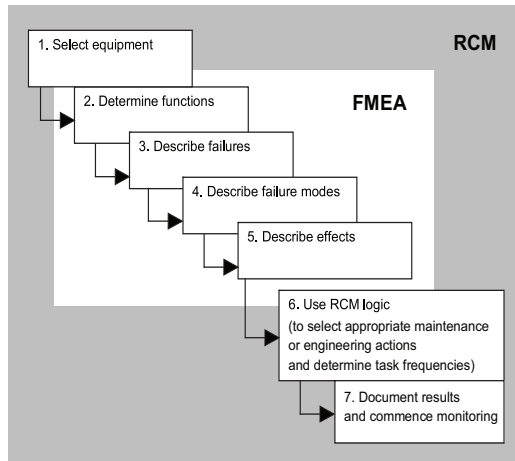 1. Select equipment
RCM
2. Determine functions
FMEA
3. Describe failures
4. Describe failure modes
5. Describe effects
6. Use RCM logic
(to select appropriate maintenance
or engineering actions
and determine task frequencies)
7. Document results
and commence monitoring